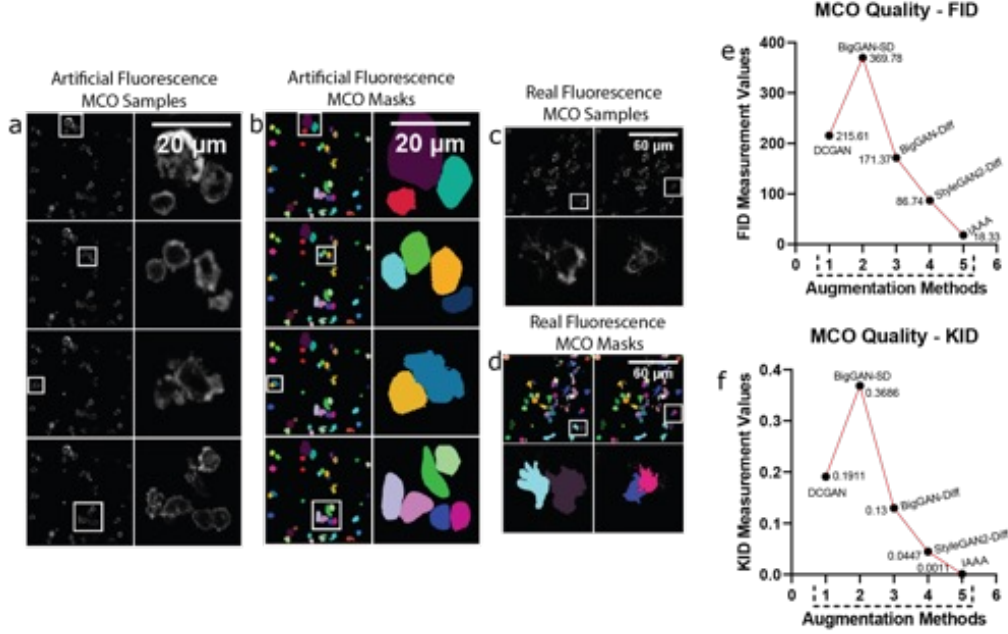 a
Artificial Fluorescence
MCO Samples
20 µm
b
Artificial Fluorescence
MCO Masks
20 µm
c
Real Fluorescence
MCO Samples
60 µm
d
Real Fluorescence
MCO Masks
60 µm
e
MCO Quality - FID
FID Measurement Values
400
300
200
100
0
BigGAN-SD
369.78
215.61
DCGAN
171.37
BigGAN-Diff
86.74
StyleGAN2-Diff
IAAA
18.33
0 1 2 3 4 5 6
Augmentation Methods
f
MCO Quality - KID
KID Measurement Values
0.4
0.3
0.2
0.1
0.0
BigGAN-SD
0.3686
0.1911
DCGAN
0.13
BigGAN-Diff
StyleGAN2-Diff
0.0447
0.0011
IAAA
0 1 2 3 4 5 6
Augmentation Methods